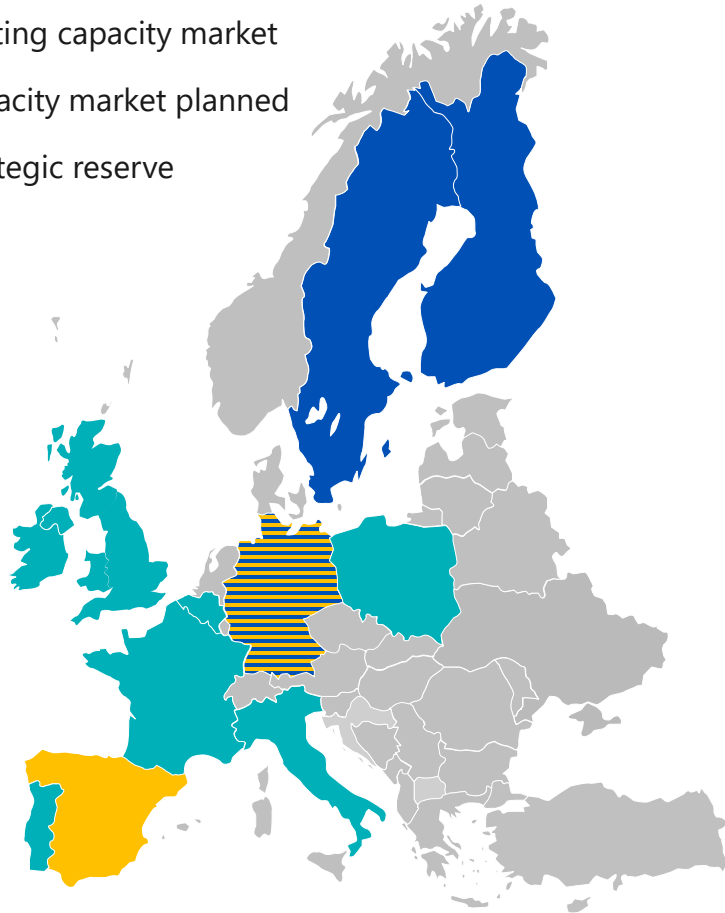 ting capacity market
acity market planned
tegic reserve